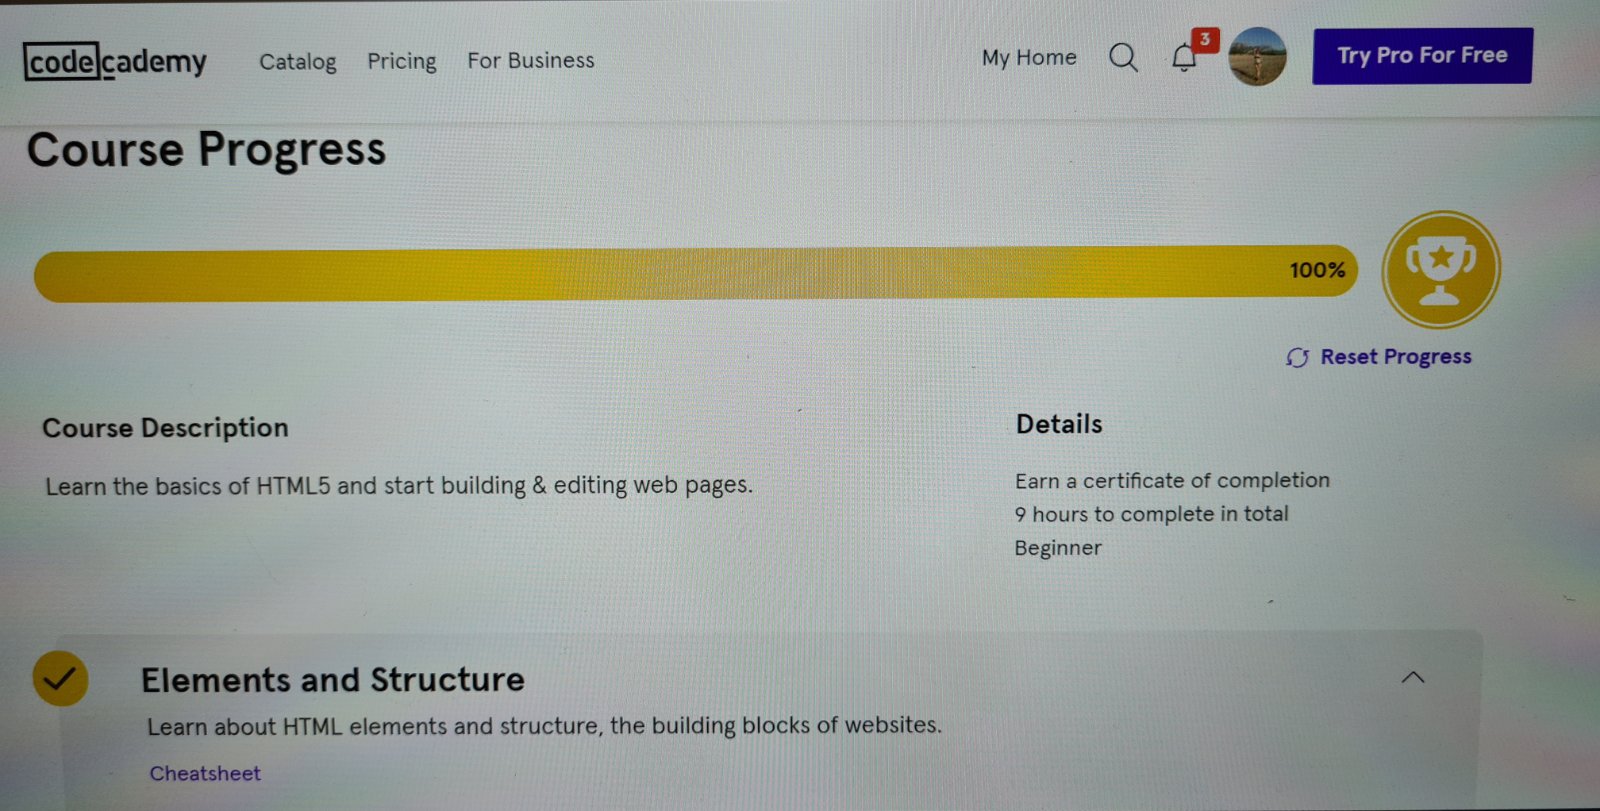 codecademy Catalog Pricing For Business My Home 3 Try Pro For Free
Course Progress
100%
Reset Progress
Course Description
Learn the basics of HTML5 and start building & editing web pages.
Details
Earn a certificate of completion
9 hours to complete in total
Beginner
Elements and Structure
Learn about HTML elements and structure, the building blocks of websites.
Cheatsheet